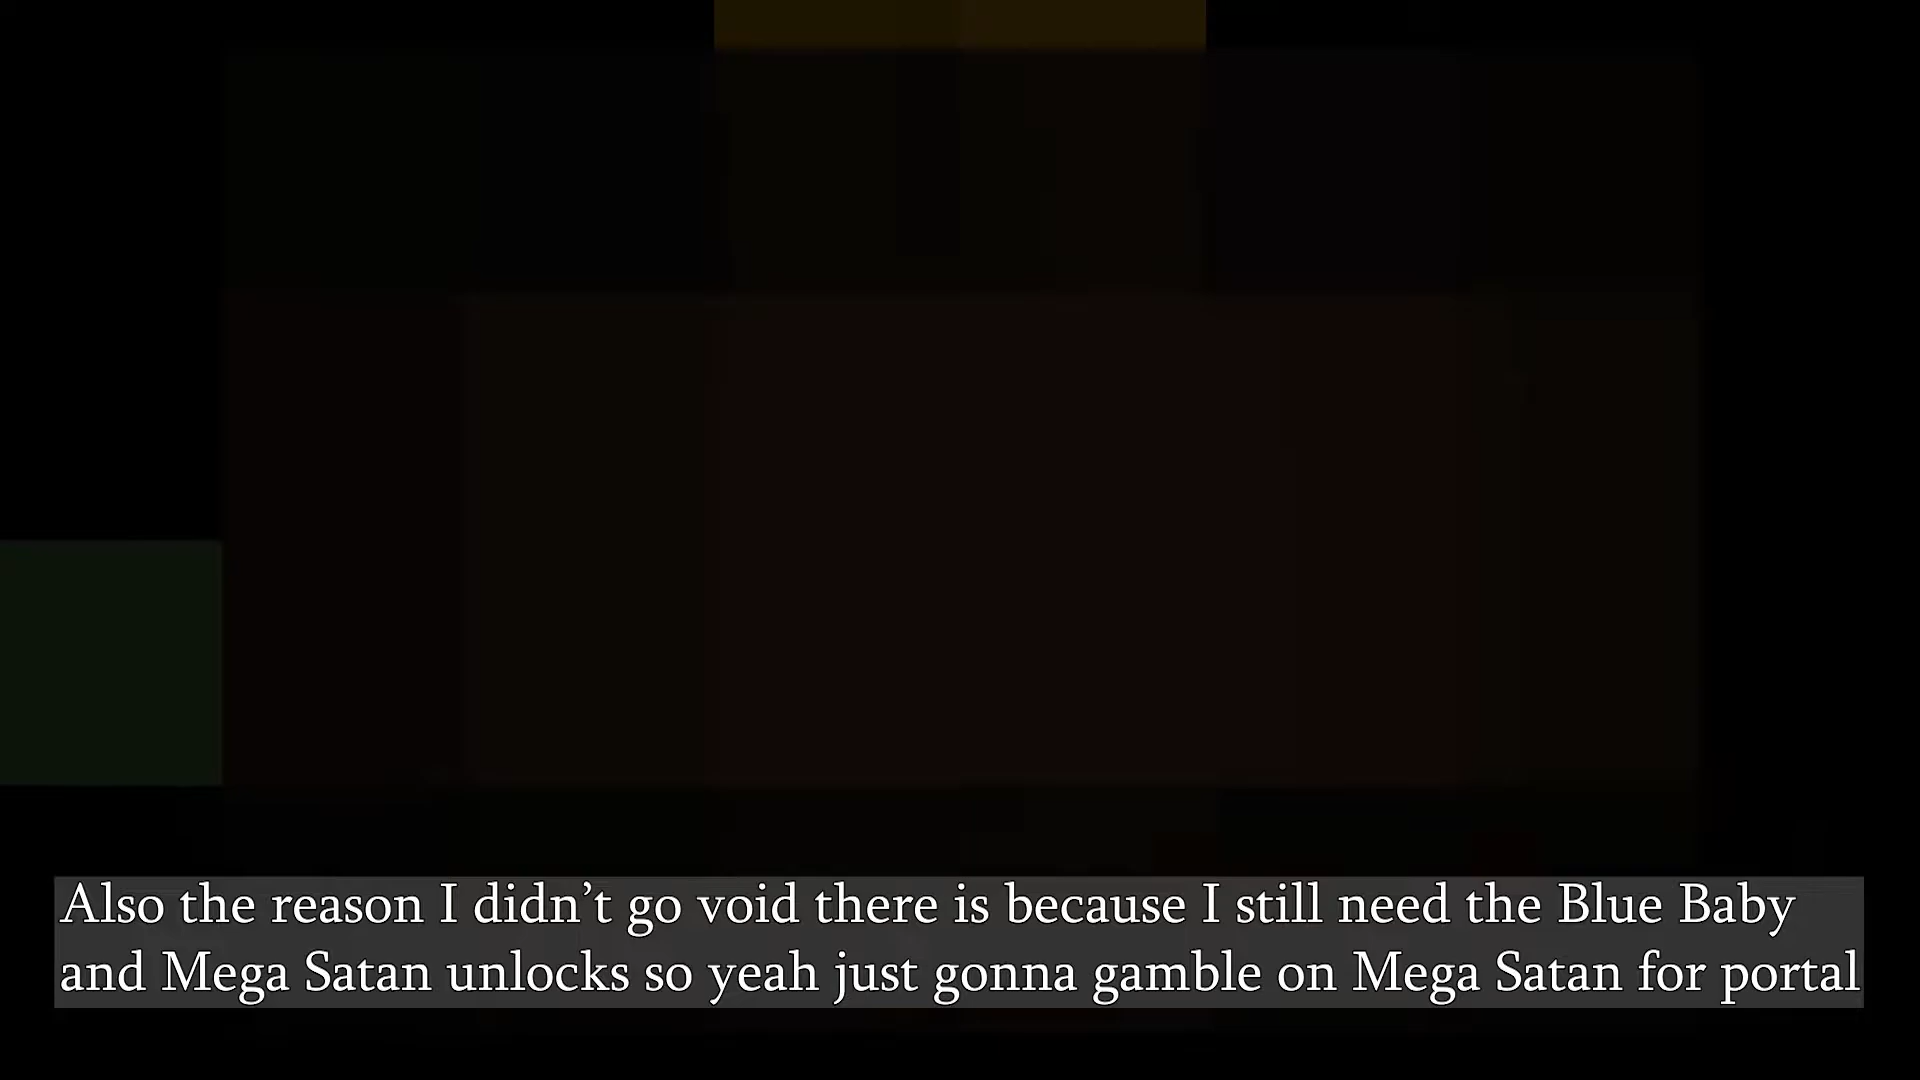 Also the reason I didn’t go void there is because I still need the Blue Baby
and Mega Satan unlocks so yeah just gonna gamble on Mega Satan for portal